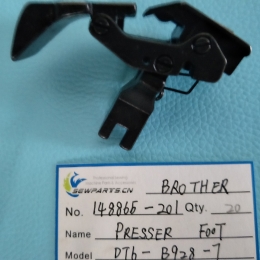 BROTHER
SEWPARTS.CN
No. 148866-201 Qty. 20
Name PRESSER FOOT
Model DT6-B928-7